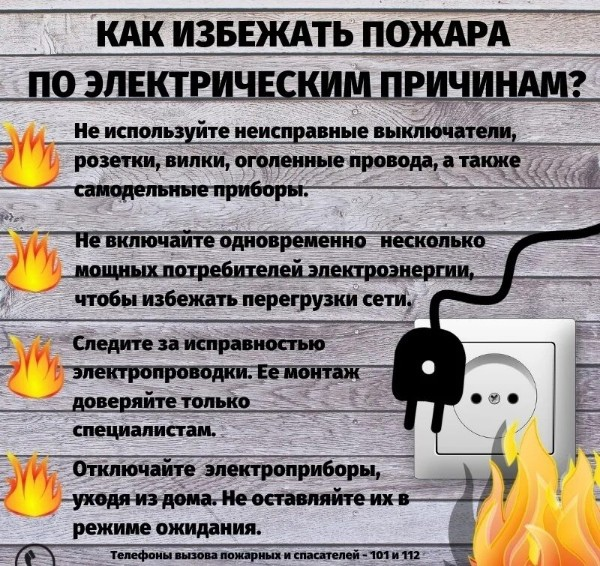 КАК ИЗБЕЖАТЬ ПОЖАРА
ПО ЭЛЕКТРИЧЕСКИМ ПРИЧИНАМ?
Не используйте неисправные выключатели,
розетки, вилки, оголенные провода, а также
самодельные приборы.
Не включайте одновременно несколько
мощных потребителей электроэнергии,
чтобы избежать перегрузки сети.
Следите за исправностью
электропроводки. Ее монтаж
доверяйте только
специалистам.
Отключайте электроприборы,
уходя из дома. Не оставляйте их в
режиме ожидания.
Телефоны вызова пожарных и спасателей - 101 и 112